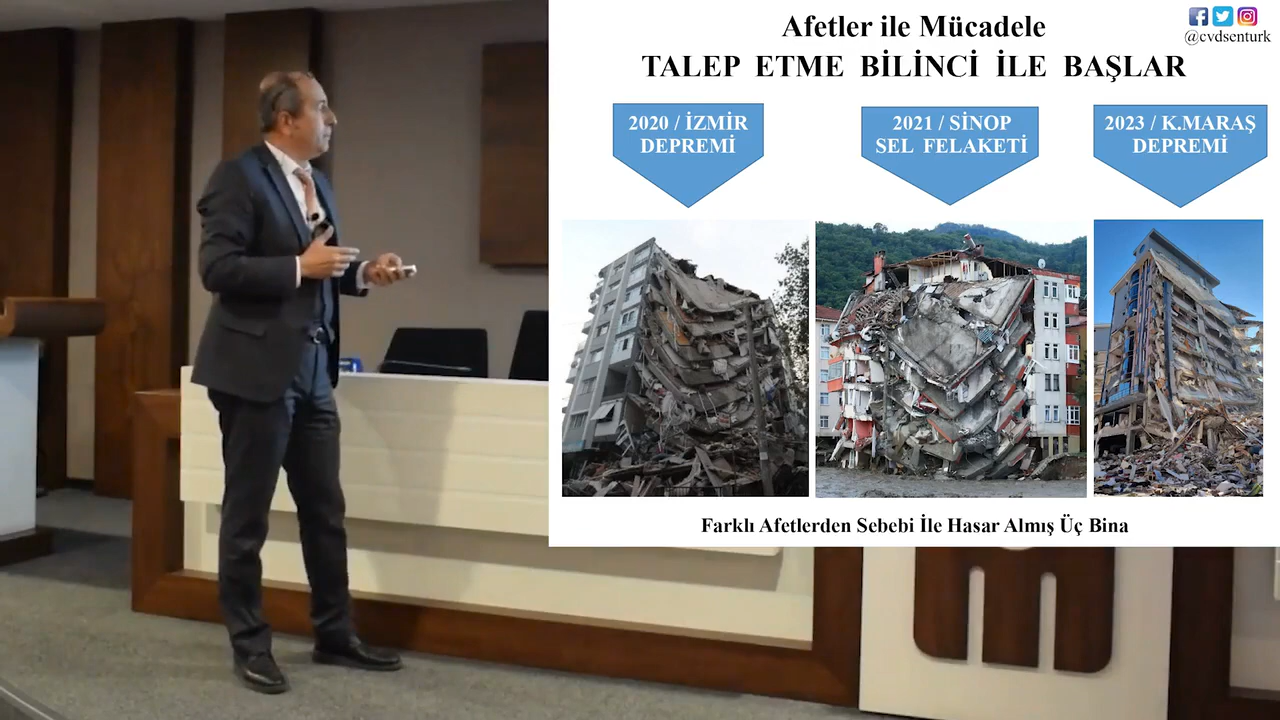 Afetler ile Mücadele
@cvdsenturk
TALEP ETME BİLİNCİ İLE BAŞLAR
2020 / İZMİR
DEPREMİ
2021 / SİNOP
SEL FELAKETİ
2023 / K.MARAŞ
DEPREMİ
Farklı Afetlerden Sebebi İle Hasar Almış Üç Bina